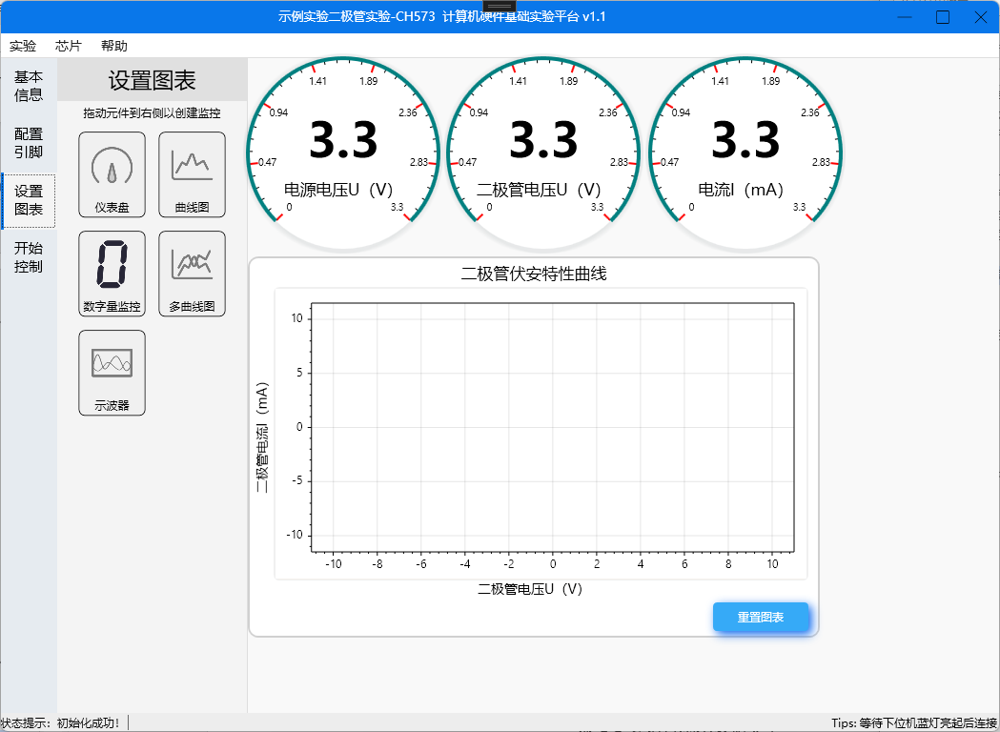 示例实验二极管实验-CH573 计算机硬件基础实验平台 v1.1
实验 芯片 帮助
基本
信息
配置
引脚
设置
图表
开始
控制
设置图表
拖动元件到右侧以创建监控
仪表盘
曲线图
数字量监控
多曲线图
示波器
0
0.47
0.94
1.41
1.89
2.36
2.83
3.3
3.3
电源电压U（V）
0
0.47
0.94
1.41
1.89
2.36
2.83
3.3
3.3
二极管电压U（V）
0
0.47
0.94
1.41
1.89
2.36
2.83
3.3
3.3
电流I（mA）
二极管伏安特性曲线
二极管电流I（mA）
10
5
0
-5
-10
-10 -8 -6 -4 -2 0 2 4 6 8 10
二极管电压U（V）
重置图表
状态提示：初始化成功！
Tips: 等待下位机蓝灯亮起后连接